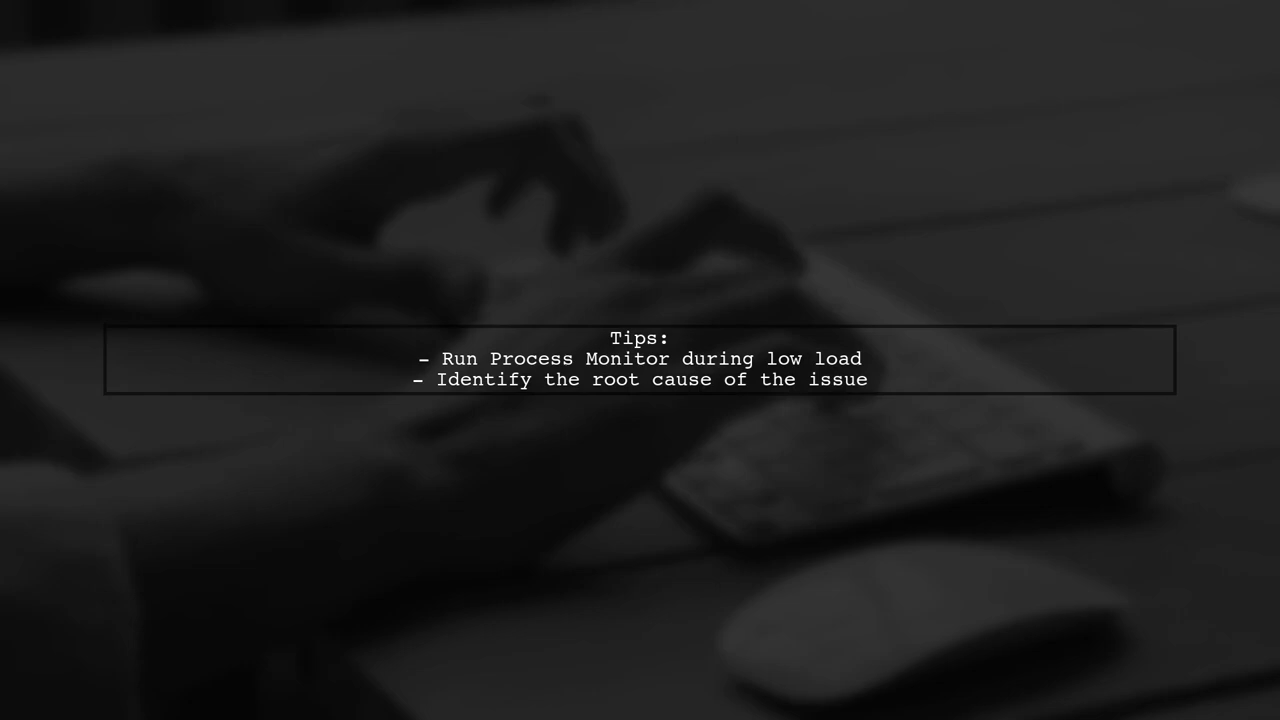 Tips:
- Run Process Monitor during low load
- Identify the root cause of the issue